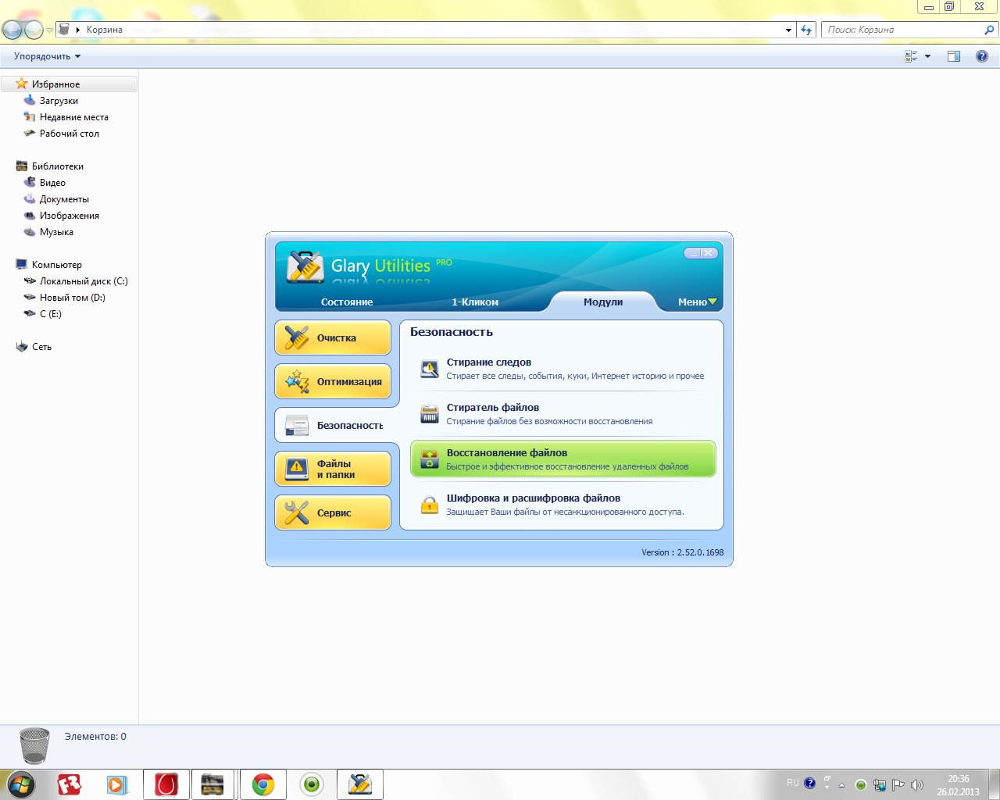 Корзина
Поиск: Корзина
Упорядочить
Избранное
Загрузки
Недавние места
Рабочий стол
Библиотеки
Видео
Документы
Изображения
Музыка
Компьютер
Локальный диск (C:)
Новый том (D:)
С (E:)
Сеть
Glary Utilities PRO
Состояние
1-Кликом
Модули
Меню
Очистка
Оптимизация
Безопасность
Файлы
и папки
Сервис
Безопасность
Стирание следов
Стирает все следы, события, куки, Интернет историю и прочее
Стиратель файлов
Стирание файлов без возможности восстановления
Восстановление файлов
Быстрое и эффективное восстановление удаленных файлов
Шифровка и расшифровка файлов
Защищает Ваши файлы от несанкционированного доступа.
Version : 2.52.0.1698
Элементов: 0
RU
20:36
26.02.2013